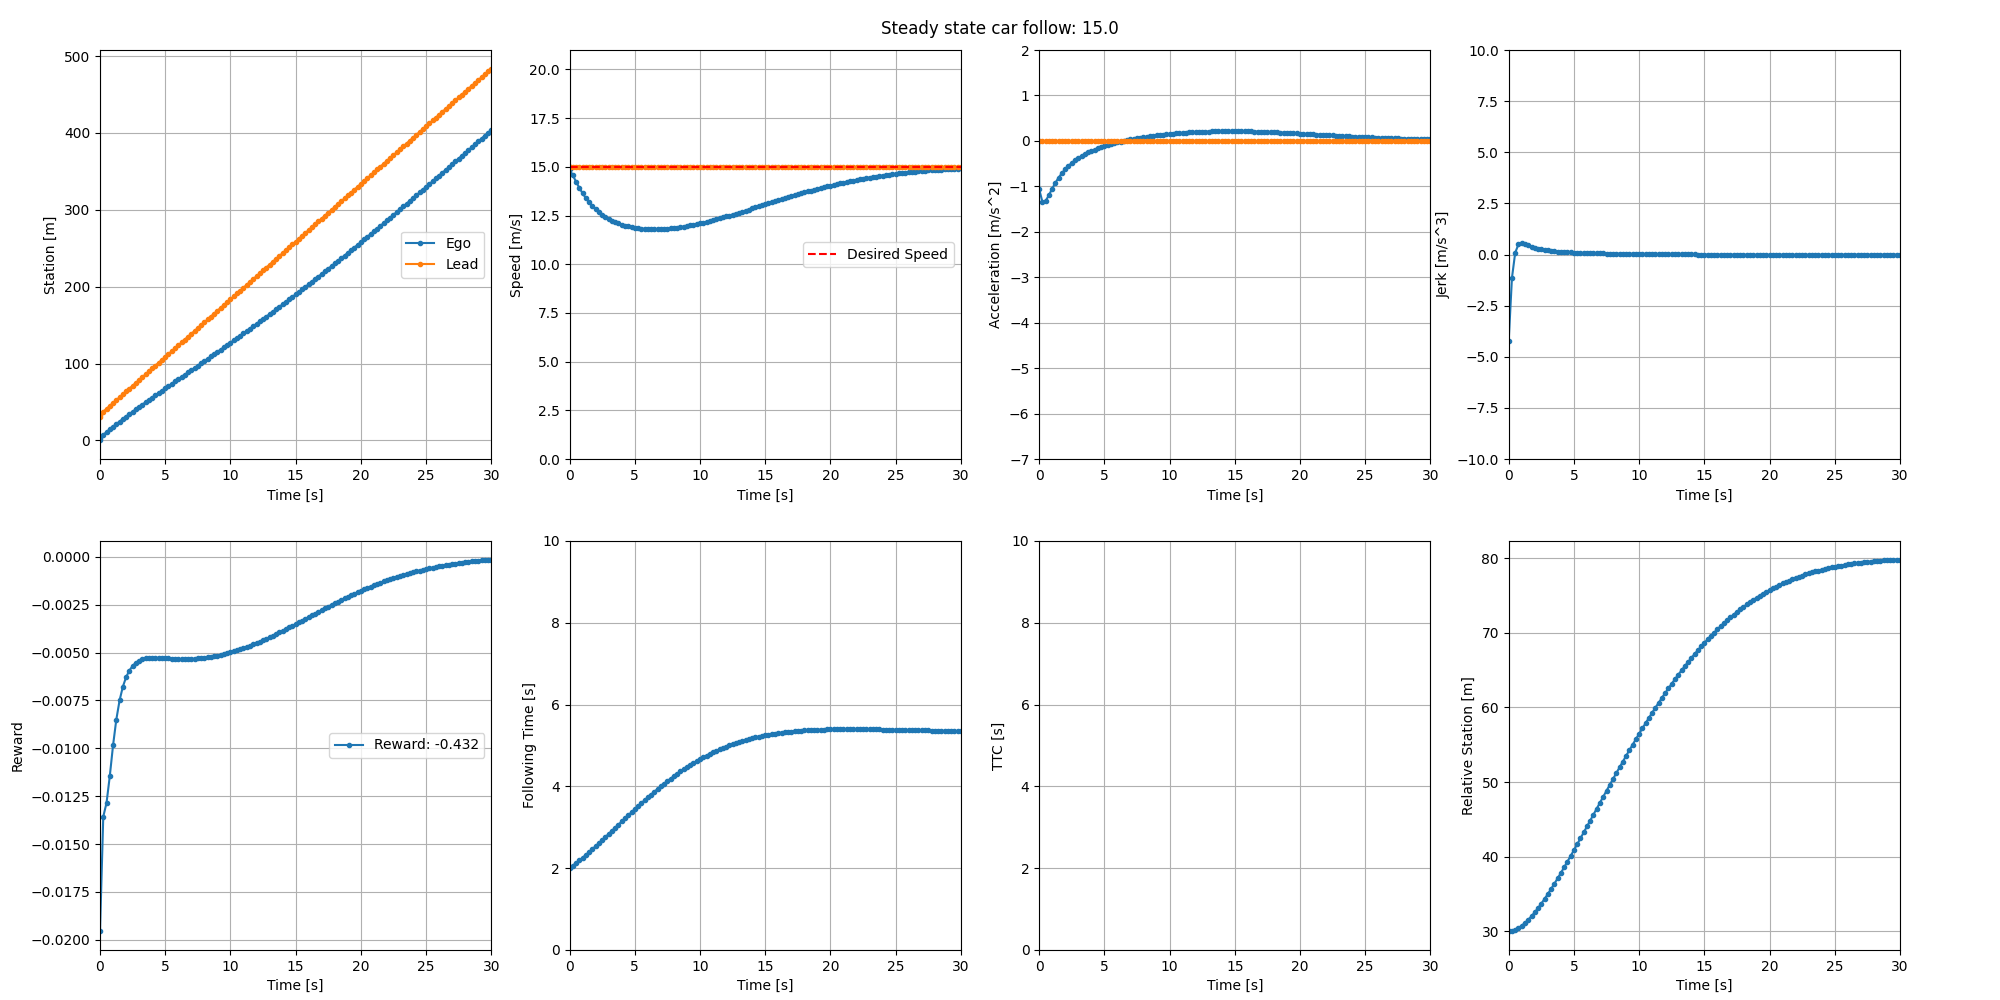 Steady state car follow: 15.0
500
400
300
200
100
0
Station [m]
Ego
Lead
0 5 10 15 20 25 30
Time [s]
20.0
17.5
15.0
12.5
10.0
7.5
5.0
2.5
0.0
Speed [m/s]
Desired Speed
0 5 10 15 20 25 30
Time [s]
2
1
0
−1
−2
−3
−4
−5
−6
−7
Acceleration [m/s^2]
0 5 10 15 20 25 30
Time [s]
10.0
7.5
5.0
2.5
0.0
−2.5
−5.0
−7.5
−10.0
Jerk [m/s^3]
0 5 10 15 20 25 30
Time [s]
0.0000
−0.0025
−0.0050
−0.0075
−0.0100
−0.0125
−0.0150
−0.0175
−0.0200
Reward
Reward: -0.432
0 5 10 15 20 25 30
Time [s]
10
8
6
4
2
0
Following Time [s]
0 5 10 15 20 25 30
Time [s]
10
8
6
4
2
0
TTC [s]
0 5 10 15 20 25 30
Time [s]
80
70
60
50
40
30
Relative Station [m]
0 5 10 15 20 25 30
Time [s]